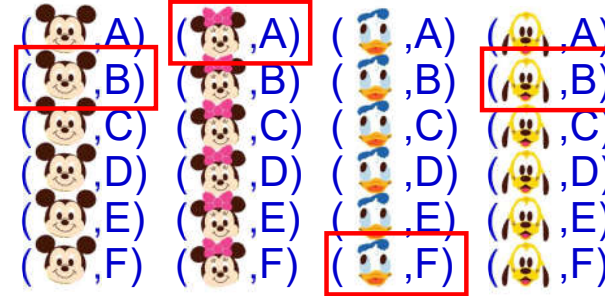 ( ,A) ( ,A) ( ,A) ( ,A)
( ,B) ( ,B) ( ,B) ( ,B)
( ,C) ( ,C) ( ,C) ( ,C)
( ,D) ( ,D) ( ,D) ( ,D)
( ,E) ( ,E) ( ,E) ( ,E)
( ,F) ( ,F) ( ,F) ( ,F)